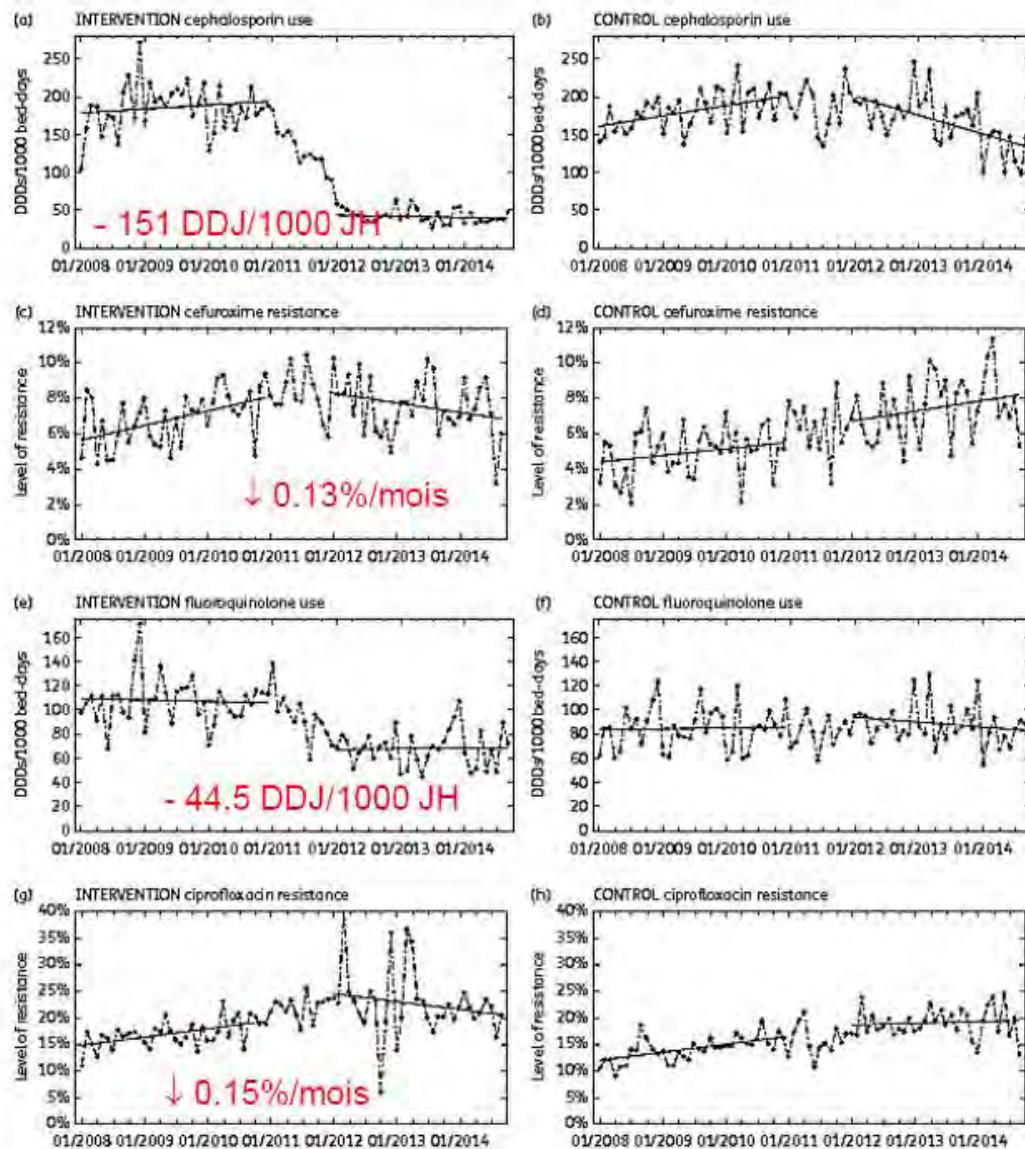 (a) INTERVENTION cephalosporin use
DDDs/1000 bed-days
250
200
150
100
50
0
- 151 DDJ/1000 JH
01/2008 01/2009 01/2010 01/2011 01/2012 01/2013 01/2014
(b) CONTROL cephalosporin use
DDDs/1000 bed-days
250
200
150
100
50
0
01/2008 01/2009 01/2010 01/2011 01/2012 01/2013 01/2014
(c) INTERVENTION cefuroxime resistance
Level of resistance
12%
10%
8%
6%
4%
2%
0%
↓ 0.13%/mois
01/2008 01/2009 01/2010 01/2011 01/2012 01/2013 01/2014
(d) CONTROL cefuroxime resistance
Level of resistance
12%
10%
8%
6%
4%
2%
0%
01/2008 01/2009 01/2010 01/2011 01/2012 01/2013 01/2014
(e) INTERVENTION fluoroquinolone use
DDDs/1000 bed-days
160
140
120
100
80
60
40
20
0
- 44.5 DDJ/1000 JH
01/2008 01/2009 01/2010 01/2011 01/2012 01/2013 01/2014
(f) CONTROL fluoroquinolone use
DDDs/1000 bed-days
160
140
120
100
80
60
40
20
0
01/2008 01/2009 01/2010 01/2011 01/2012 01/2013 01/2014
(g) INTERVENTION ciprofloxacin resistance
Level of resistance
40%
35%
30%
25%
20%
15%
10%
5%
0%
↓ 0.15%/mois
01/2008 01/2009 01/2010 01/2011 01/2012 01/2013 01/2014
(h) CONTROL ciprofloxacin resistance
Level of resistance
40%
35%
30%
25%
20%
15%
10%
5%
0%
01/2008 01/2009 01/2010 01/2011 01/2012 01/2013 01/2014